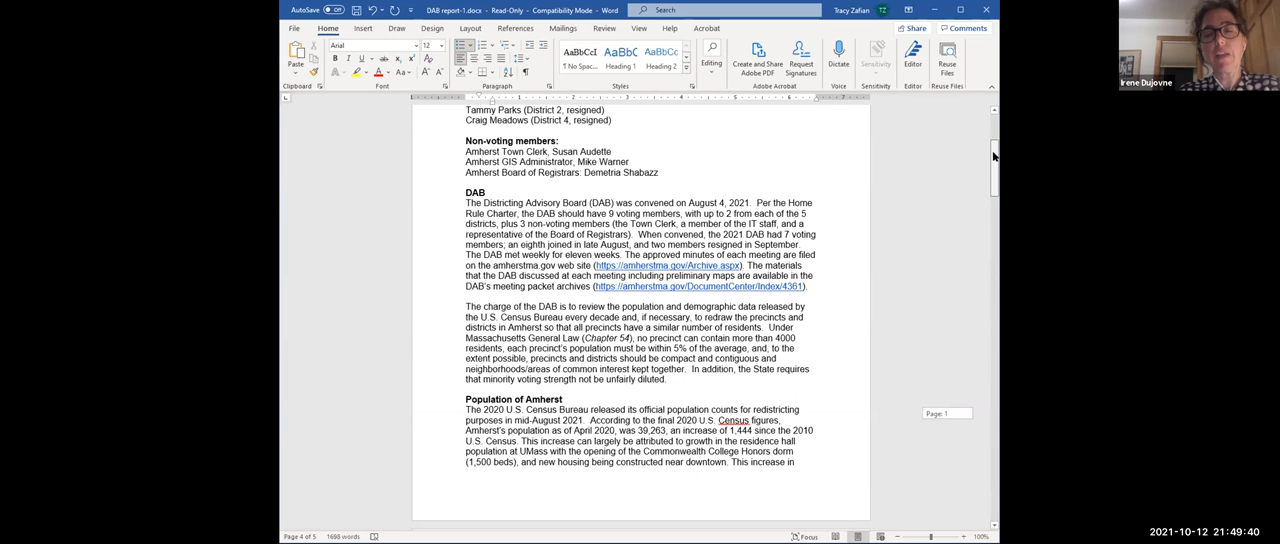 AutoSave Off DAB report-1.docx - Read-Only - Compatibility Mode - Word Search Tracy Zafian TZ
File Home Insert Draw Design Layout References Mailings Review View Help Acrobat Share Comments
Paste Arial 12 AaBbCcI AaBbC AaBbCc Editing Create and Share Request Dictate Sensitivity Editor Reuse
¶ No Spac... Heading 1 Heading 2 Adobe PDF Signatures Files
Clipboard Font Paragraph Styles Adobe Acrobat Voice Sensitivity Editor Reuse Files
Irene Dujovne
Tammy Parks (District 2, resigned)
Craig Meadows (District 4, resigned)
Non-voting members:
Amherst Town Clerk, Susan Audette
Amherst GIS Administrator, Mike Warner
Amherst Board of Registrars: Demetria Shabazz
DAB
The Districting Advisory Board (DAB) was convened on August 4, 2021. Per the Home
Rule Charter, the DAB should have 9 voting members, with up to 2 from each of the 5
districts, plus 3 non-voting members (the Town Clerk, a member of the IT staff, and a
representative of the Board of Registrars). When convened, the 2021 DAB had 7 voting
members; an eighth joined in late August, and two members resigned in September.
The DAB met weekly for eleven weeks. The approved minutes of each meeting are filed
on the amherstma.gov web site (https://amherstma.gov/Archive.aspx). The materials
that the DAB discussed at each meeting including preliminary maps are available in the
DAB's meeting packet archives (https://amherstma.gov/DocumentCenter/Index/4361).
The charge of the DAB is to review the population and demographic data released by
the U.S. Census Bureau every decade and, if necessary, to redraw the precincts and
districts in Amherst so that all precincts have a similar number of residents. Under
Massachusetts General Law (Chapter 54), no precinct can contain more than 4000
residents, each precinct's population must be within 5% of the average, and, to the
extent possible, precincts and districts should be compact and contiguous and
neighborhoods/areas of common interest kept together. In addition, the State requires
that minority voting strength not be unfairly diluted.
Population of Amherst
The 2020 U.S. Census Bureau released its official population counts for redistricting
purposes in mid-August 2021. According to the final 2020 U.S. Census figures,
Amherst's population as of April 2020, was 39,263, an increase of 1,444 since the 2010
U.S. Census. This increase can largely be attributed to growth in the residence hall
population at UMass with the opening of the Commonwealth College Honors dorm
(1,500 beds), and new housing being constructed near downtown. This increase in
Page: 1
Page 4 of 5 1698 words Focus 100%
2021-10-12 21:49:40